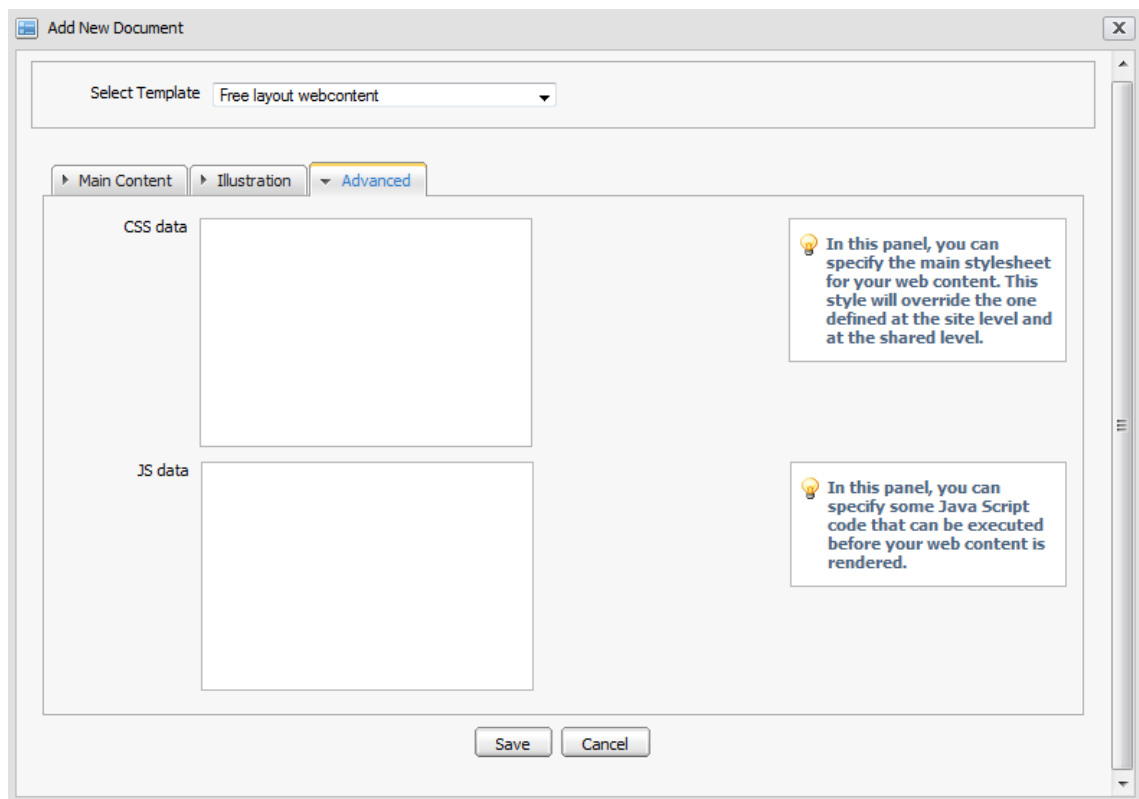 Add New Document
Select Template
Free layout webcontent
Main Content
Illustration
Advanced
CSS data
In this panel, you can
specify the main stylesheet
for your web content. This
style will override the one
defined at the site level and
at the shared level.
JS data
In this panel, you can
specify some Java Script
code that can be executed
before your web content is
rendered.
Save
Cancel